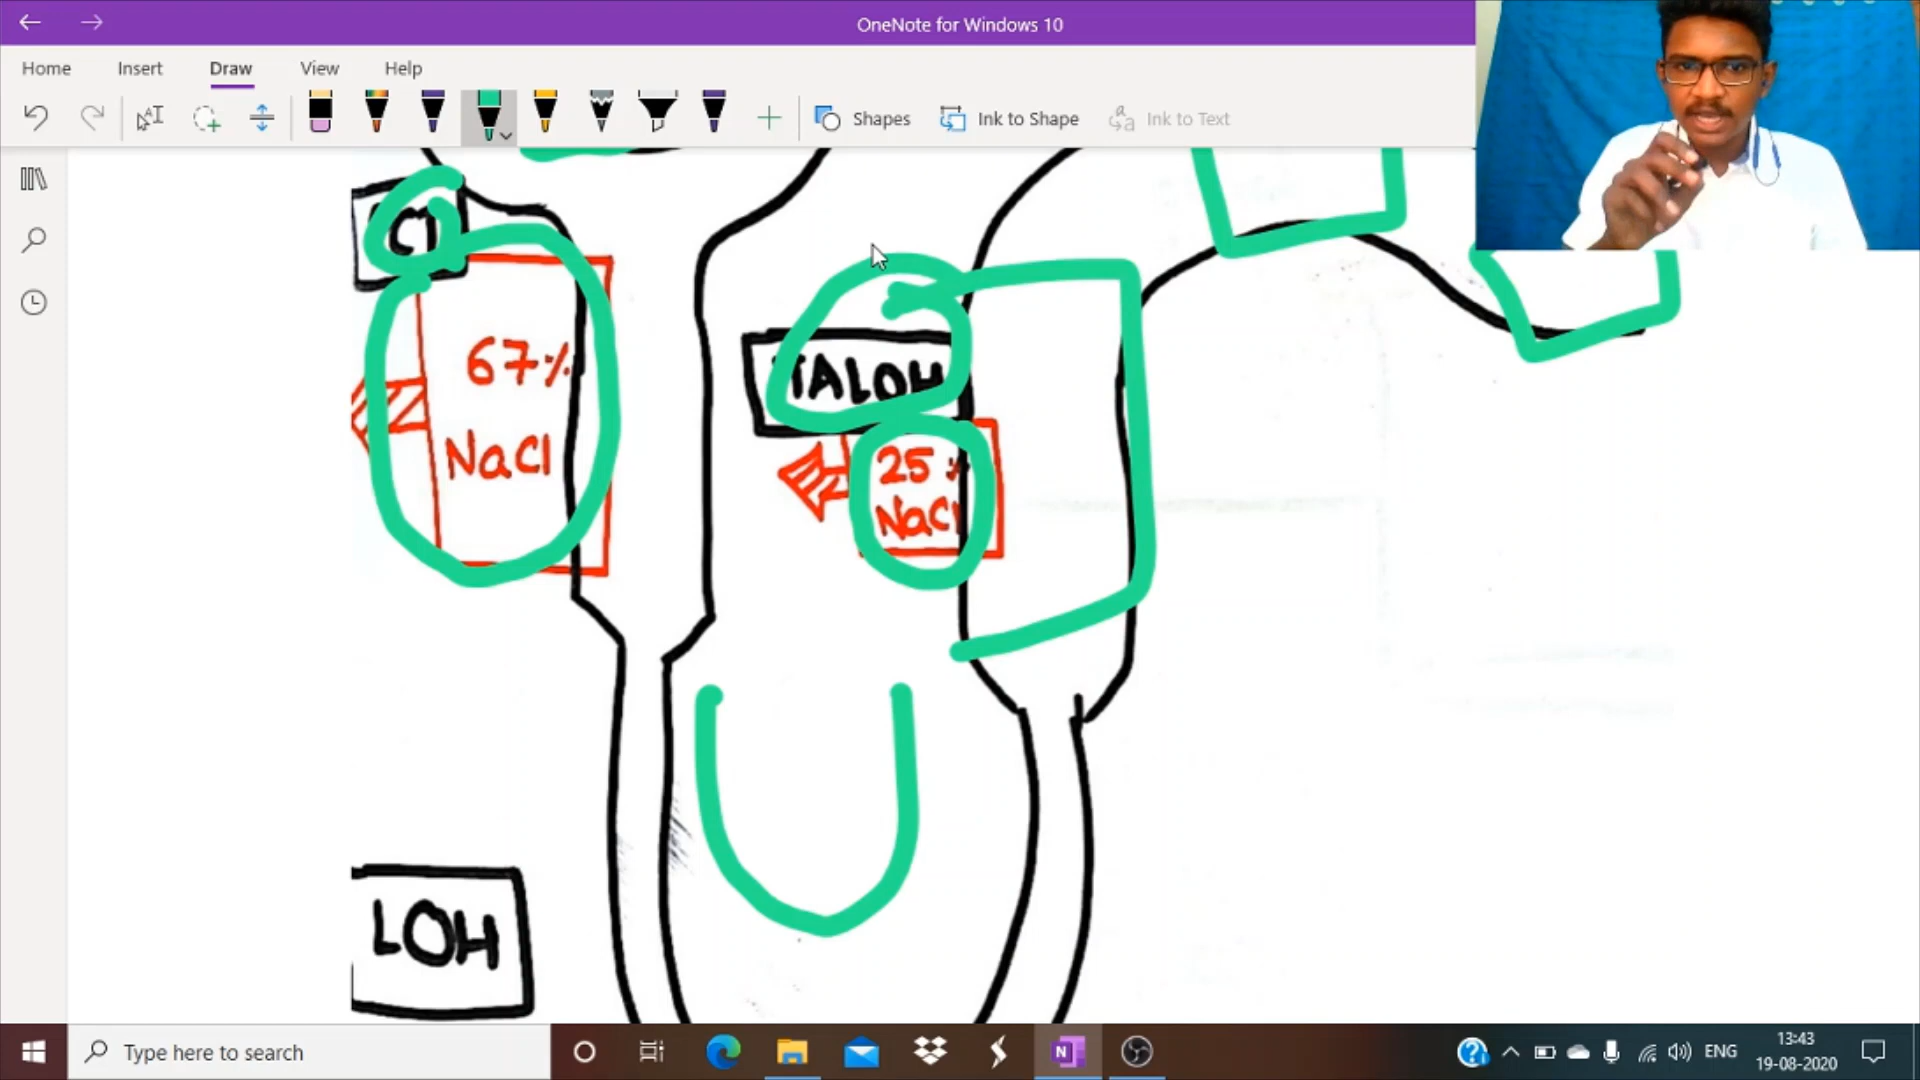 OneNote for Windows 10
Home Insert Draw View Help
Shapes Ink to Shape Ink to Text
67%
NaCl
TALOH
25 %
NaCl
LOH
Type here to search
ENG
13:43
19-08-2020